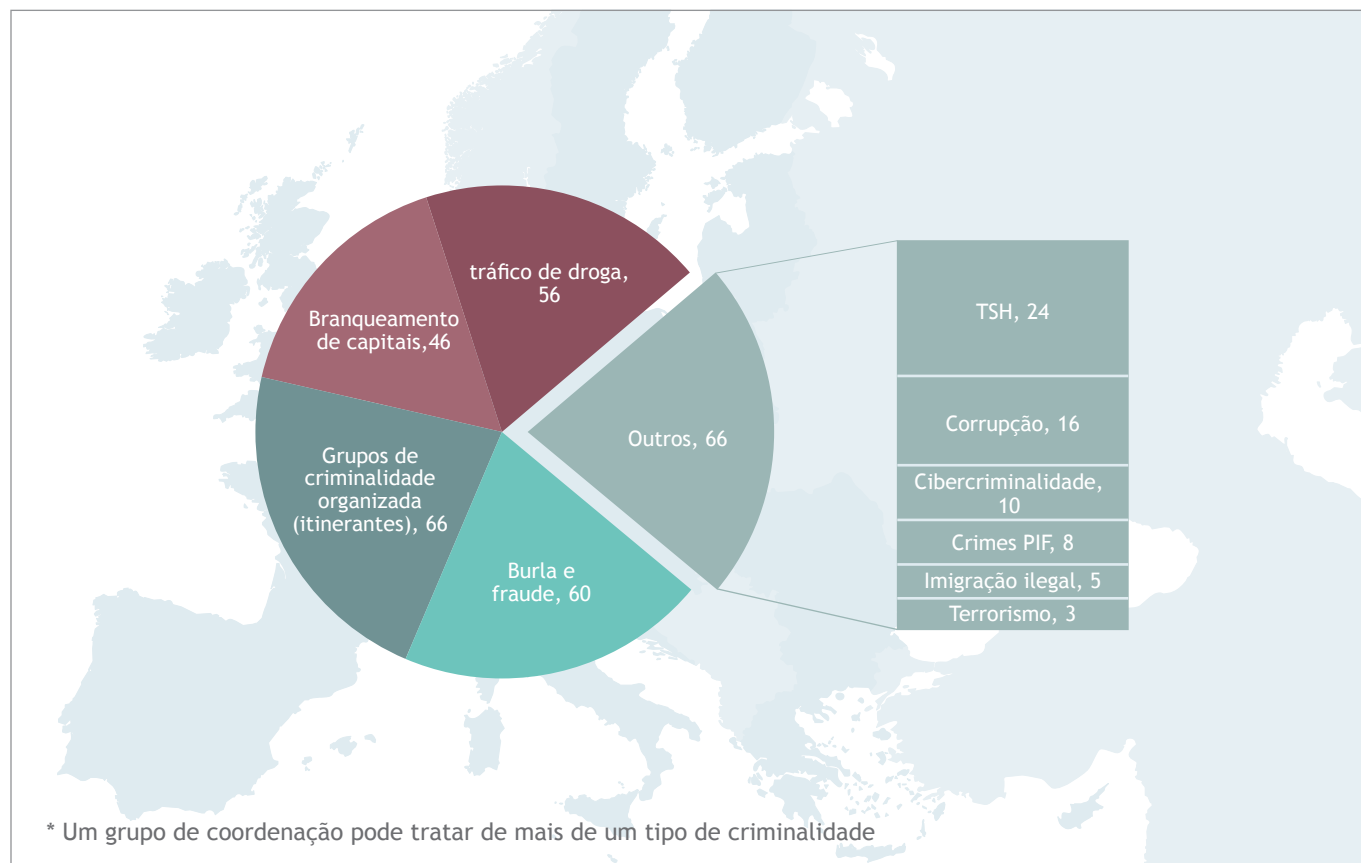 tráfico de droga,
56
Branqueamento
de capitais,46
Grupos de
criminalidade
organizada
(itinerantes), 66
Burla e
fraude, 60
Outros, 66
TSH, 24
Corrupção, 16
Cibercriminalidade,
10
Crimes PIF, 8
Imigração ilegal, 5
Terrorismo, 3
* Um grupo de coordenação pode tratar de mais de um tipo de criminalidade